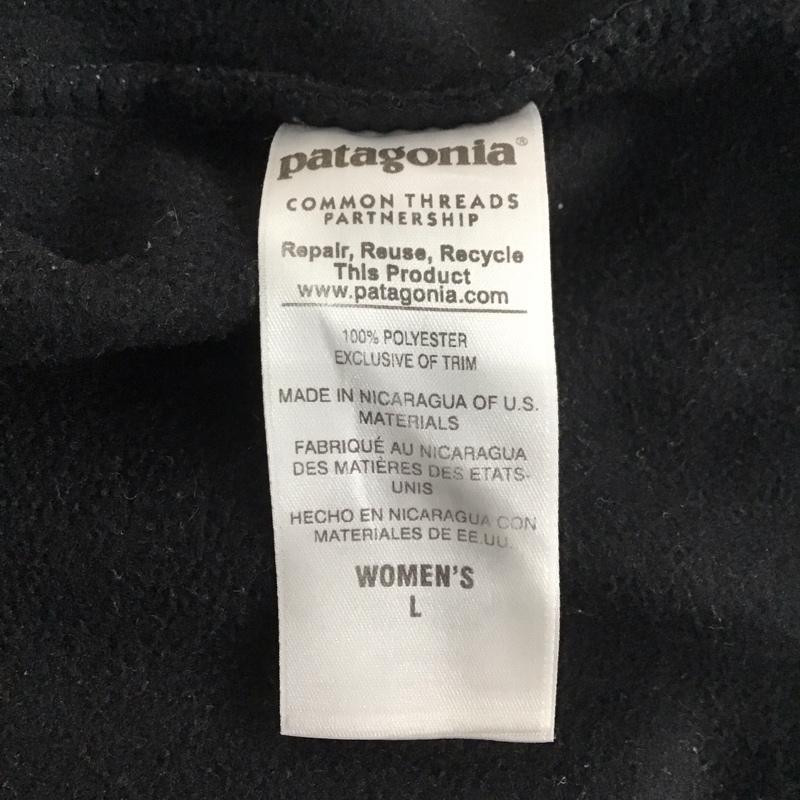 patagonia®
COMMON THREADS
PARTNERSHIP
Repair, Reuse, Recycle
This Product
www.patagonia.com
100% POLYESTER
EXCLUSIVE OF TRIM
MADE IN NICARAGUA OF U.S.
MATERIALS
FABRIQUÉ AU NICARAGUA
DES MATIÈRES DES ETATS-
UNIS
HECHO EN NICARAGUA CON
MATERIALES DE EE.UU.
WOMEN'S
L